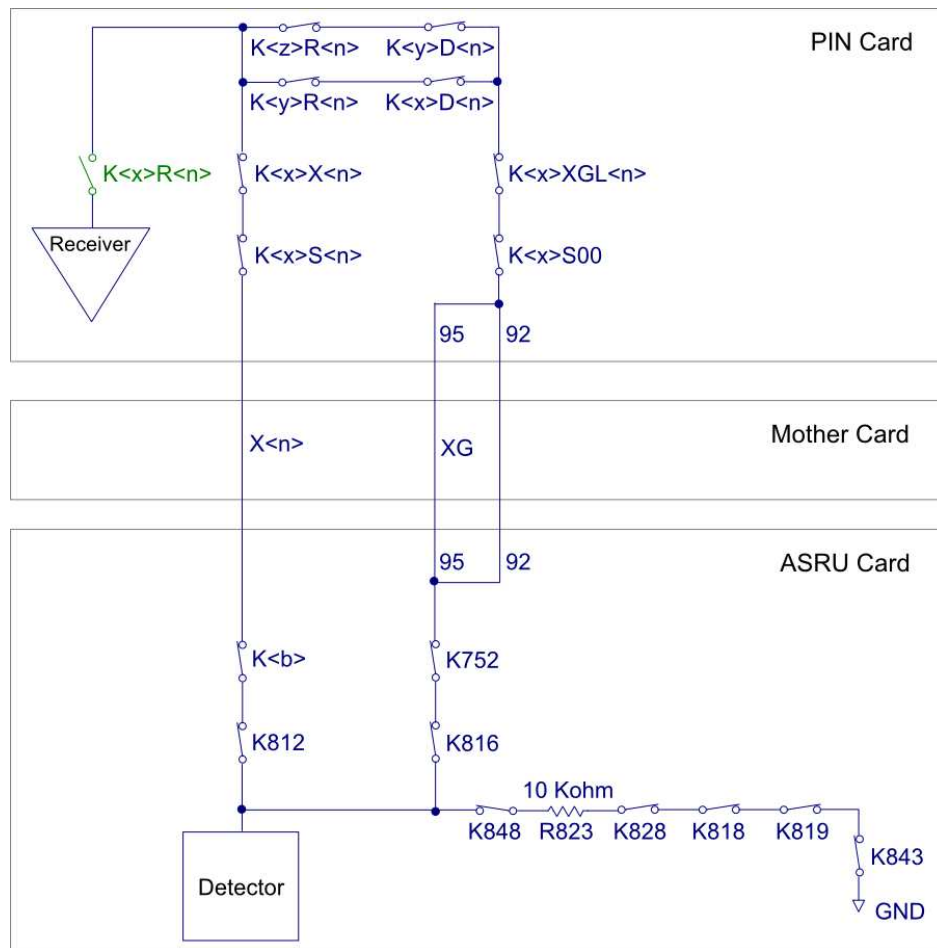 PIN Card
K<z>R<n> K<y>D<n>
K<y>R<n> K<x>D<n>
K<x>R<n> K<x>X<n> K<x>XGL<n>
Receiver K<x>S<n> K<x>S00
95 92
Mother Card
X<n> XG
ASRU Card
95 92
K<b> K752
K812 K816
10 Kohm
K848 R823 K828 K818 K819
K843
Detector
GND